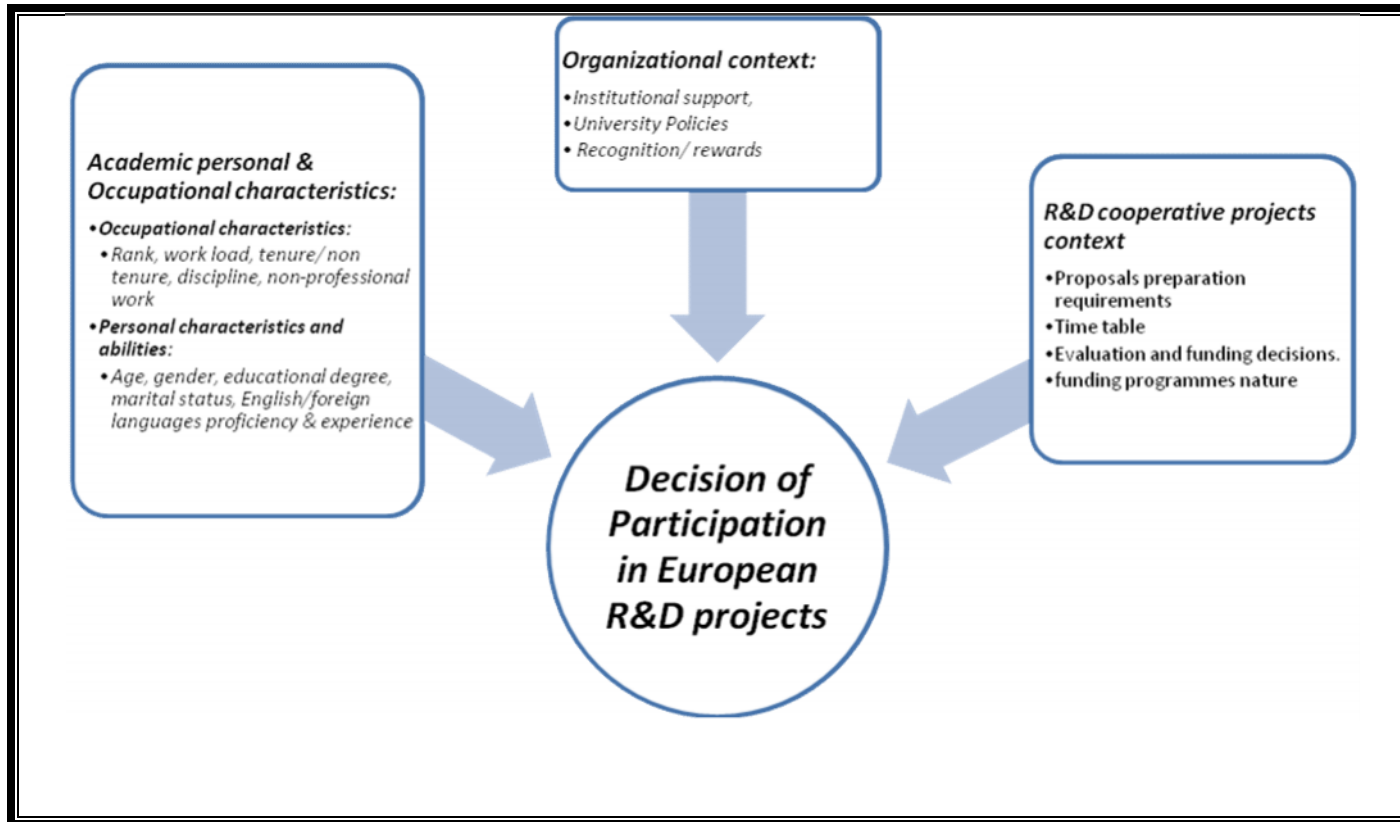 Organizational context:
•Institutional support,
•University Policies
• Recognition/ rewards
Academic personal &
Occupational characteristics:
•Occupational characteristics:
•Rank, work load, tenure/ non
tenure, discipline, non-professional
work
•Personal characteristics and
abilities:
•Age, gender, educational degree,
marital status, English/foreign
languages proficiency & experience
R&D cooperative projects
context
•Proposals preparation
requirements
•Time table
•Evaluation and funding decisions.
•funding programmes nature
Decision of
Participation
in European
R&D projects